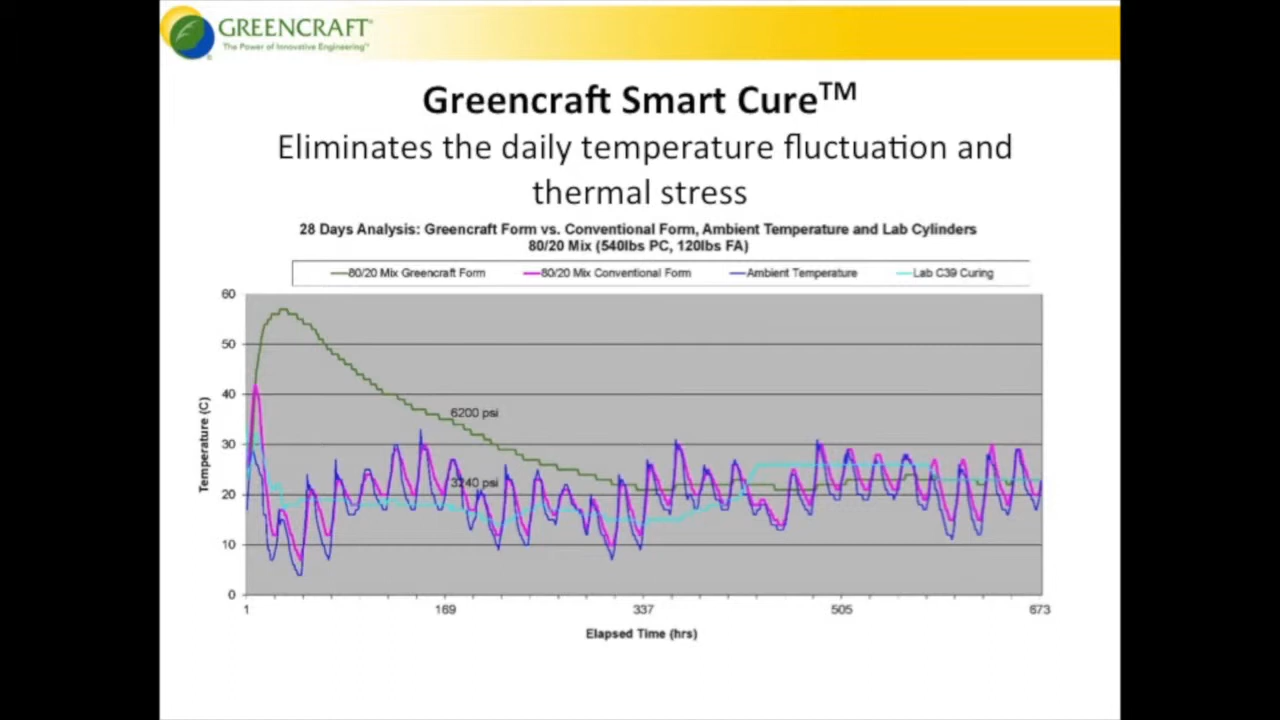 GREENCRAFT®
The Power of Innovative Engineering™
Greencraft Smart Cure™
Eliminates the daily temperature fluctuation and
thermal stress
28 Days Analysis: Greencraft Form vs. Conventional Form, Ambient Temperature and Lab Cylinders
80/20 Mix (540lbs PC, 120lbs FA)
80/20 Mix Greencraft Form 80/20 Mix Conventional Form Ambient Temperature Lab C39 Curing
60
50
40
30
20
10
0
Temperature (C)
6200 psi
3240 psi
1 169 337 505 673
Elapsed Time (hrs)